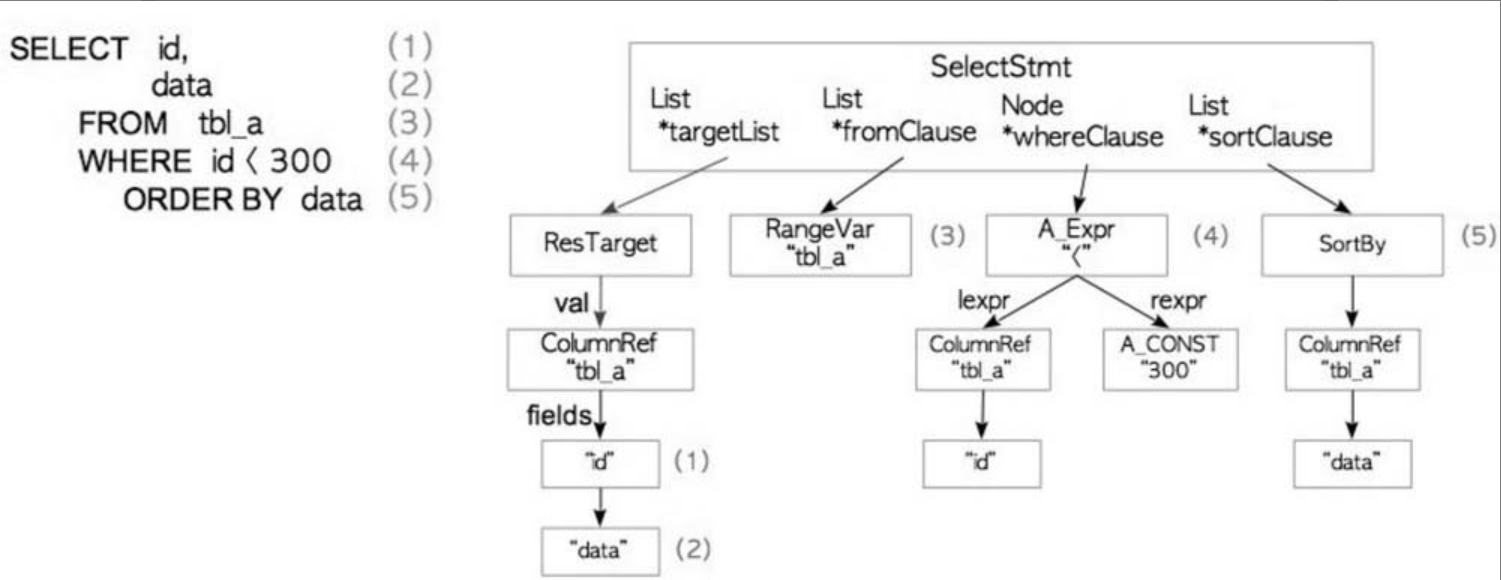 SELECT id, (1)
data (2)
FROM tbl_a (3)
WHERE id < 300 (4)
ORDER BY data (5)
SelectStmt
List
*targetList
List
*fromClause
Node
*whereClause
List
*sortClause
ResTarget
RangeVar
"tbl_a"
(3)
A_Expr
"<"
(4)
SortBy
(5)
val
lexpr
rexpr
ColumnRef
"tbl_a"
ColumnRef
"tbl_a"
A_CONST
"300"
ColumnRef
"tbl_a"
fields
"id"
(1)
"id"
"data"
"data"
(2)